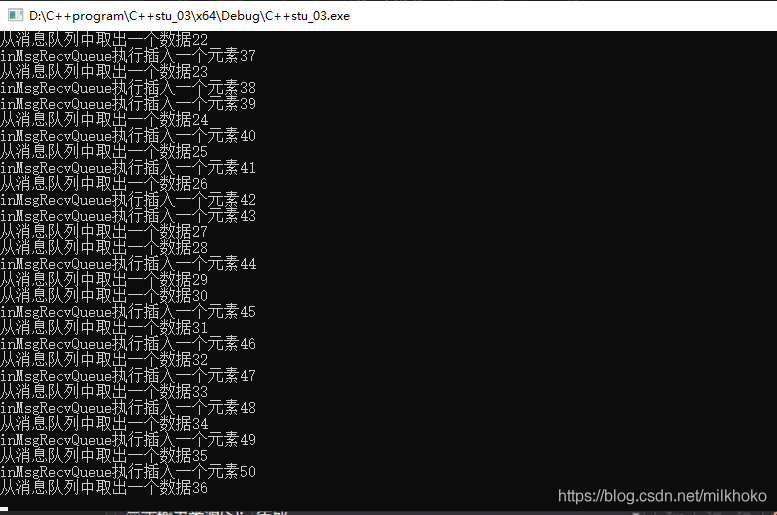 D:\C++program\C++stu_03\x64\Debug\C++stu_03.exe
从消息队列中取出一个数据22
inMsgRecvQueue执行插入一个元素37
从消息队列中取出一个数据23
inMsgRecvQueue执行插入一个元素38
inMsgRecvQueue执行插入一个元素39
从消息队列中取出一个数据24
inMsgRecvQueue执行插入一个元素40
从消息队列中取出一个数据25
inMsgRecvQueue执行插入一个元素41
从消息队列中取出一个数据26
inMsgRecvQueue执行插入一个元素42
inMsgRecvQueue执行插入一个元素43
从消息队列中取出一个数据27
从消息队列中取出一个数据28
inMsgRecvQueue执行插入一个元素44
从消息队列中取出一个数据29
从消息队列中取出一个数据30
inMsgRecvQueue执行插入一个元素45
从消息队列中取出一个数据31
inMsgRecvQueue执行插入一个元素46
从消息队列中取出一个数据32
inMsgRecvQueue执行插入一个元素47
从消息队列中取出一个数据33
inMsgRecvQueue执行插入一个元素48
从消息队列中取出一个数据34
inMsgRecvQueue执行插入一个元素49
从消息队列中取出一个数据35
inMsgRecvQueue执行插入一个元素50
从消息队列中取出一个数据36
https://blog.csdn.net/milkhoko